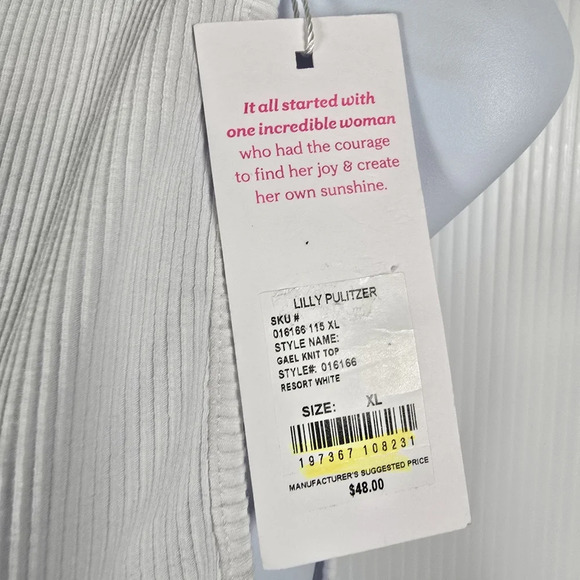 It all started with
one incredible woman
who had the courage
to find her joy & create
her own sunshine.
LILLY PULITZER
SKU #
016166 115 XL
STYLE NAME:
GAEL KNIT TOP
STYLE#: 016166
RESORT WHITE
SIZE: XL
197367 108231
MANUFACTURER'S SUGGESTED PRICE
$48.00